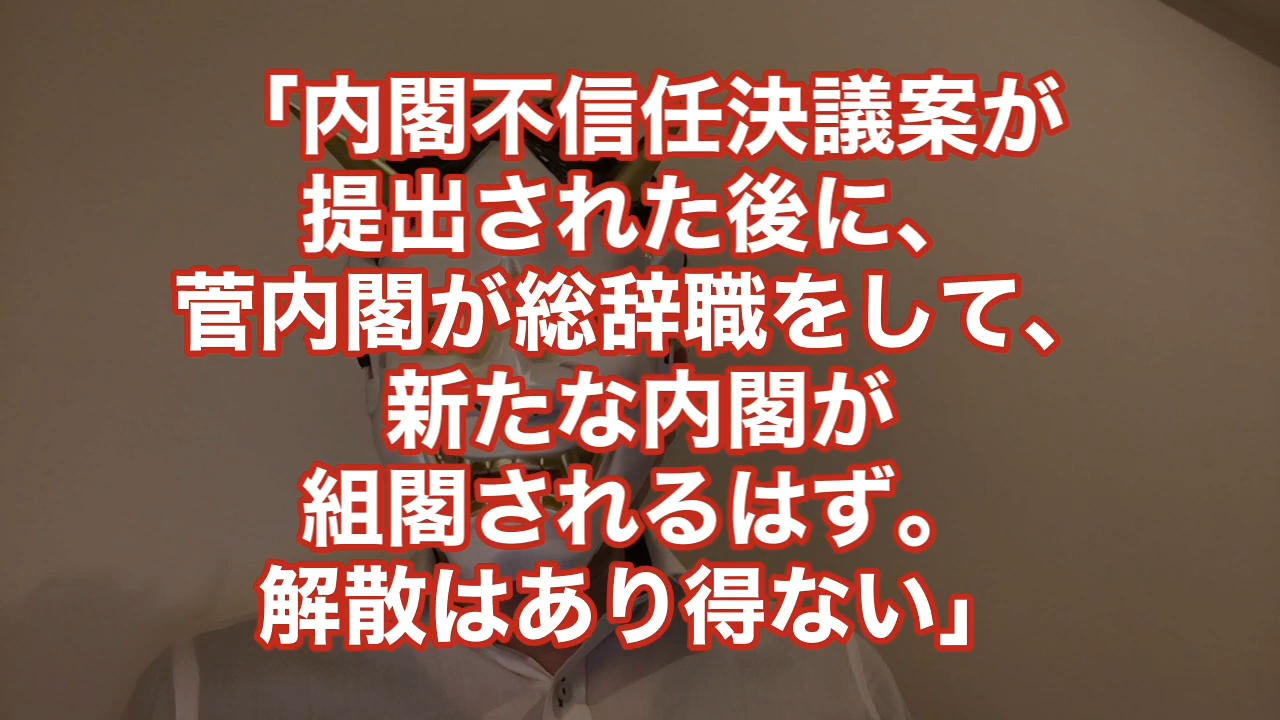 「内閣不信任決議案が
提出された後に、
菅内閣が総辞職をして、
新たな内閣が
組閣されるはず。
解散はあり得ない」